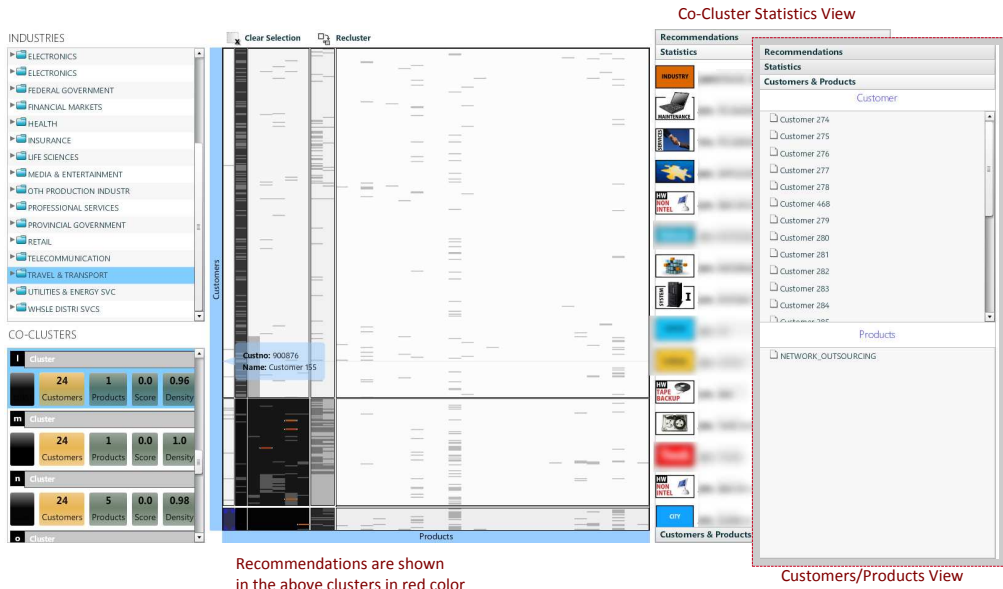 Co-Cluster Statistics View
INDUSTRIES
ELECTRONICS
ELECTRONICS
FEDERAL GOVERNMENT
FINANCIAL MARKETS
HEALTH
INSURANCE
LIFE SCIENCES
MEDIA & ENTERTAINMENT
OTH PRODUCTION INDUSTR
PROFESSIONAL SERVICES
PROVINCIAL GOVERNMENT
RETAIL
TELECOMMUNICATION
TRAVEL & TRANSPORT
UTILITIES & ENERGY SVC
WHSLE DISTRI SVCS
CO-CLUSTERS
l Cluster
24 1 0.0 0.96
Customers Products Score Density
m Cluster
24 1 0.0 1.0
Customers Products Score Density
n Cluster
24 5 0.0 0.98
Customers Products Score Density
o Cluster
Clear Selection Recluster
Customers
Custno: 900876
Name: Customer 155
Products
Recommendations are shown
in the above clusters in red color
Recommendations
Statistics
INDUSTRY
MAINTENANCE
SERVICES
HW
NON
INTEL
SYSTEM I
HW
TAPE
BACKUP
HW
NON
INTEL
CITY
Customers & Products
Recommendations
Statistics
Customers & Products
Customer
Customer 274
Customer 275
Customer 276
Customer 277
Customer 278
Customer 468
Customer 279
Customer 280
Customer 281
Customer 282
Customer 283
Customer 284
Customer 285
Products
NETWORK_OUTSOURCING
Customers/Products View